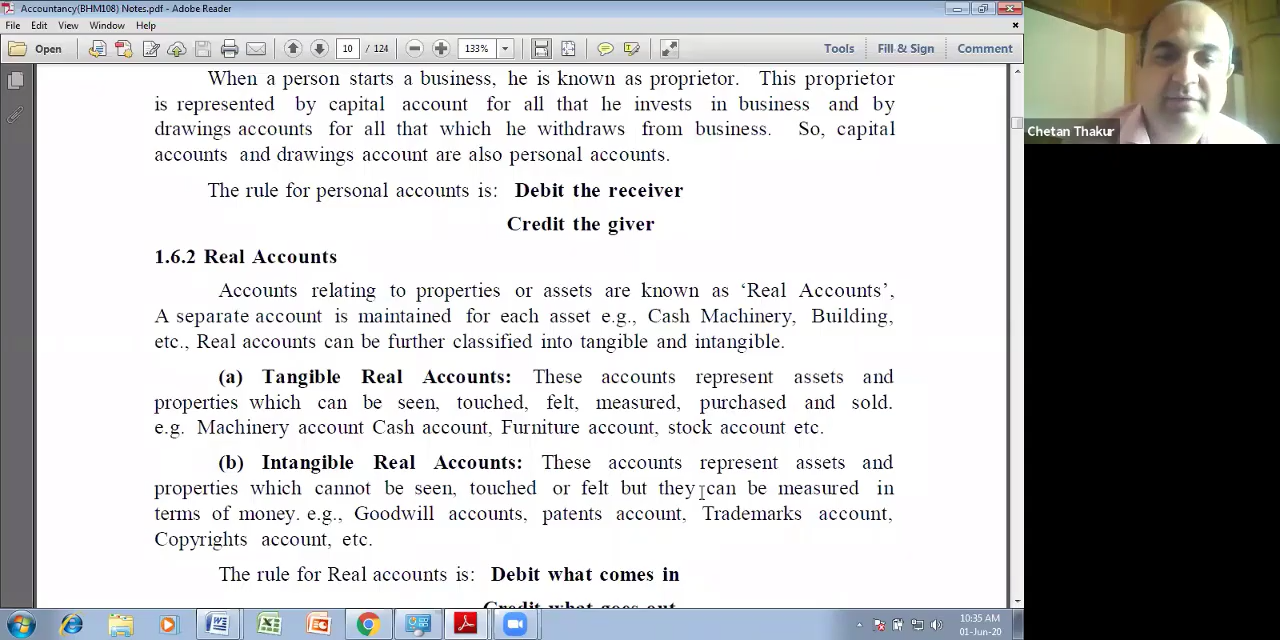 Accountancy(BHM108) Notes.pdf - Adobe Reader
File Edit View Window Help
Open 10 / 124 133% Tools Fill & Sign Comment
When a person starts a business, he is known as proprietor. This proprietor
is represented by capital account for all that he invests in business and by
drawings accounts for all that which he withdraws from business. So, capital
accounts and drawings account are also personal accounts.
The rule for personal accounts is: Debit the receiver
Credit the giver
1.6.2 Real Accounts
Accounts relating to properties or assets are known as ‘Real Accounts’,
A separate account is maintained for each asset e.g., Cash Machinery, Building,
etc., Real accounts can be further classified into tangible and intangible.
(a) Tangible Real Accounts: These accounts represent assets and
properties which can be seen, touched, felt, measured, purchased and sold.
e.g. Machinery account Cash account, Furniture account, stock account etc.
(b) Intangible Real Accounts: These accounts represent assets and
properties which cannot be seen, touched or felt but they can be measured in
terms of money. e.g., Goodwill accounts, patents account, Trademarks account,
Copyrights account, etc.
The rule for Real accounts is: Debit what comes in
Credit what goes out
Chetan Thakur
10:35 AM
01-Jun-20